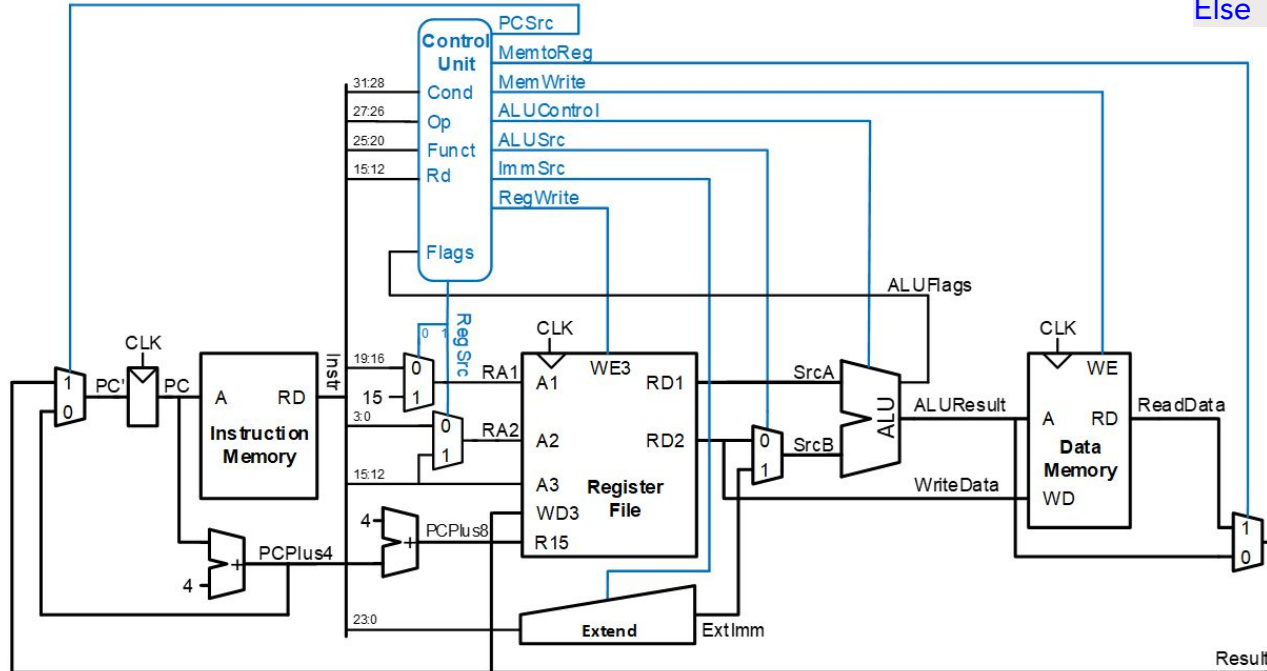 Else
PCSrc
Control
Unit
MemtoReg
MemWrite
ALUControl
ALUSrc
ImmSrc
RegWrite
31:28
Cond
27:26
Op
25:20
Funct
15:12
Rd
Flags
ALUFlags
0 1
RegSrc
CLK
CLK
CLK
1
0
PC'
PC
A
RD
Instruction
Memory
Instr
19:16
0
15
1
3:0
0
1
15:12
RA1
RA2
A1
A2
A3
WD3
R15
WE3
RD1
RD2
Register
File
SrcA
0
1
SrcB
ALU
ALUResult
WriteData
WE
A
RD
Data
Memory
WD
ReadData
1
0
4
+
PCPlus8
PCPlus4
4
+
23:0
Extend
ExtImm
Result